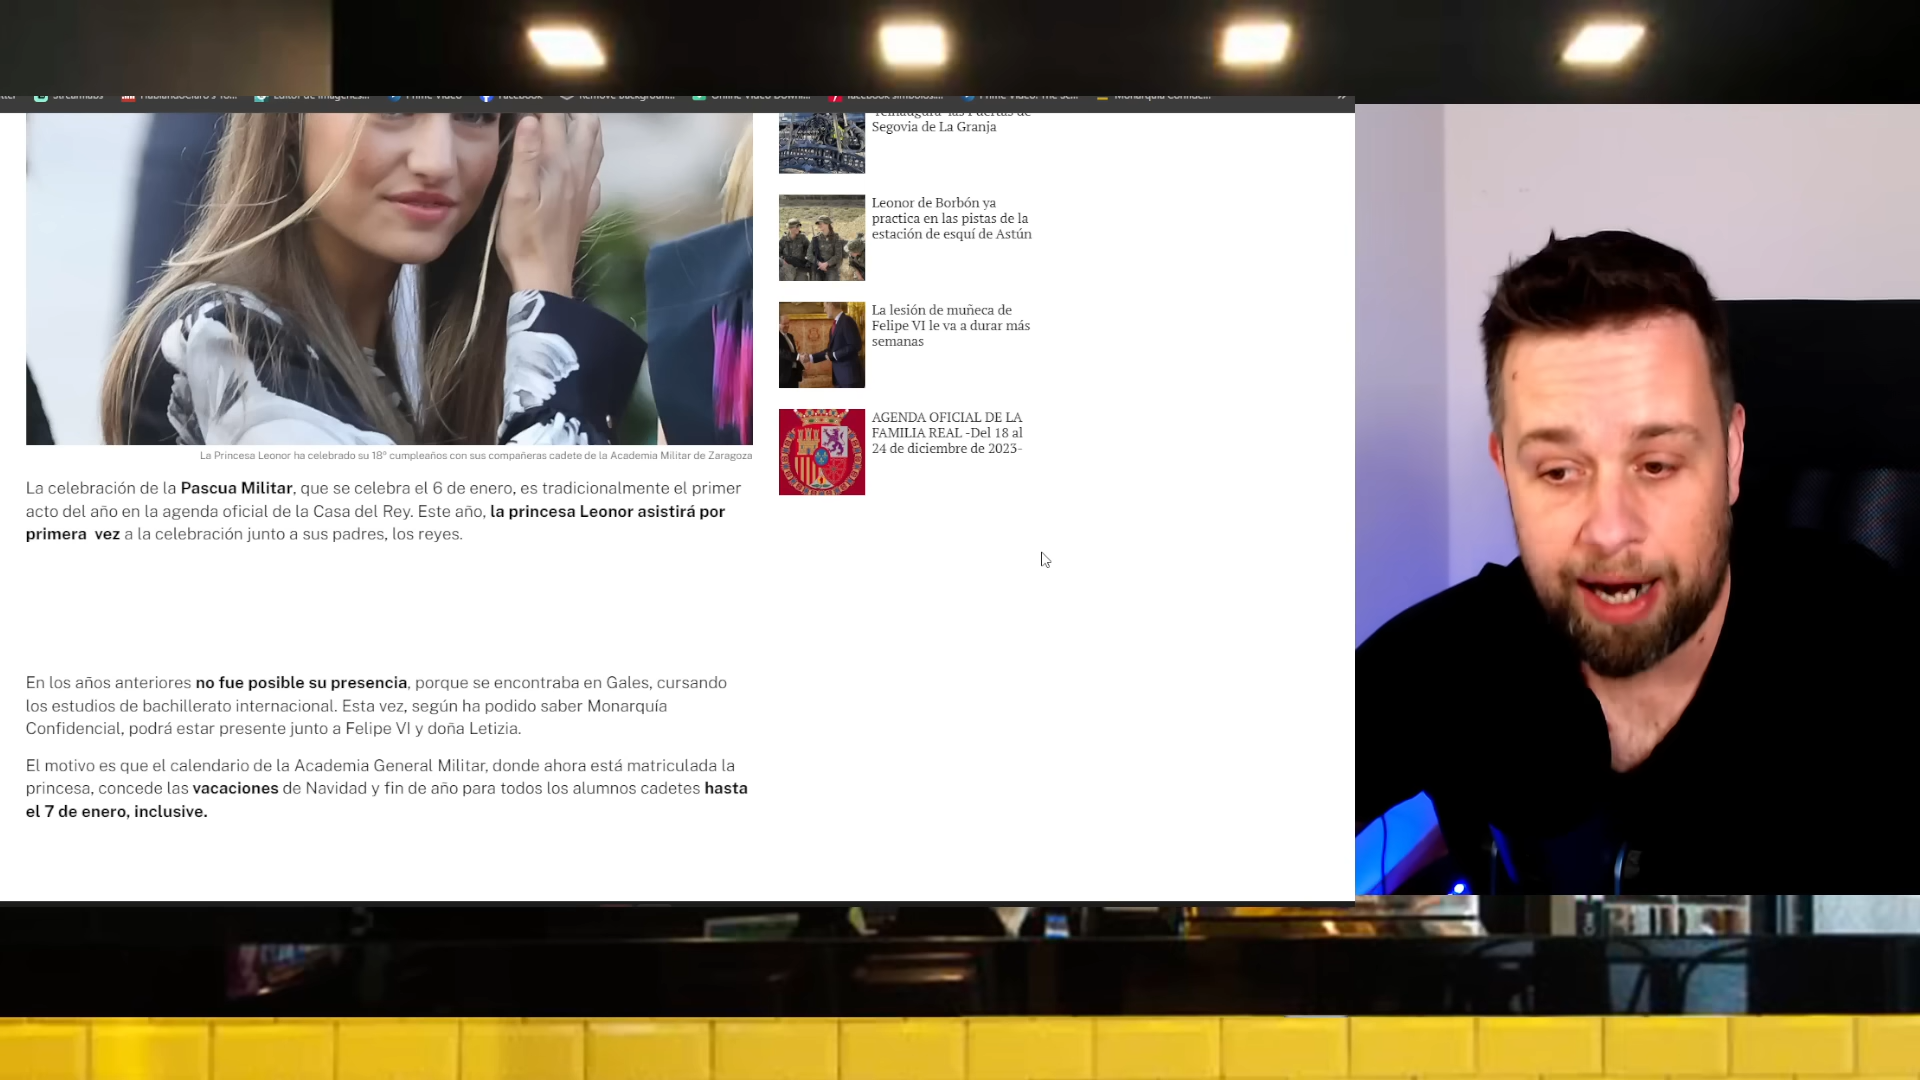 Streamlabs
Prime Video
Facebook
Segovia de La Granja
Leonor de Borbón ya
practica en las pistas de la
estación de esquí de Astún
La lesión de muñeca de
Felipe VI le va a durar más
semanas
AGENDA OFICIAL DE LA
FAMILIA REAL -Del 18 al
24 de diciembre de 2023-
La Princesa Leonor ha celebrado su 18º cumpleaños con sus compañeras cadete de la Academia Militar de Zaragoza
La celebración de la Pascua Militar, que se celebra el 6 de enero, es tradicionalmente el primer
acto del año en la agenda oficial de la Casa del Rey. Este año, la princesa Leonor asistirá por
primera vez a la celebración junto a sus padres, los reyes.
En los años anteriores no fue posible su presencia, porque se encontraba en Gales, cursando
los estudios de bachillerato internacional. Esta vez, según ha podido saber Monarquía
Confidencial, podrá estar presente junto a Felipe VI y doña Letizia.
El motivo es que el calendario de la Academia General Militar, donde ahora está matriculada la
princesa, concede las vacaciones de Navidad y fin de año para todos los alumnos cadetes hasta
el 7 de enero, inclusive.